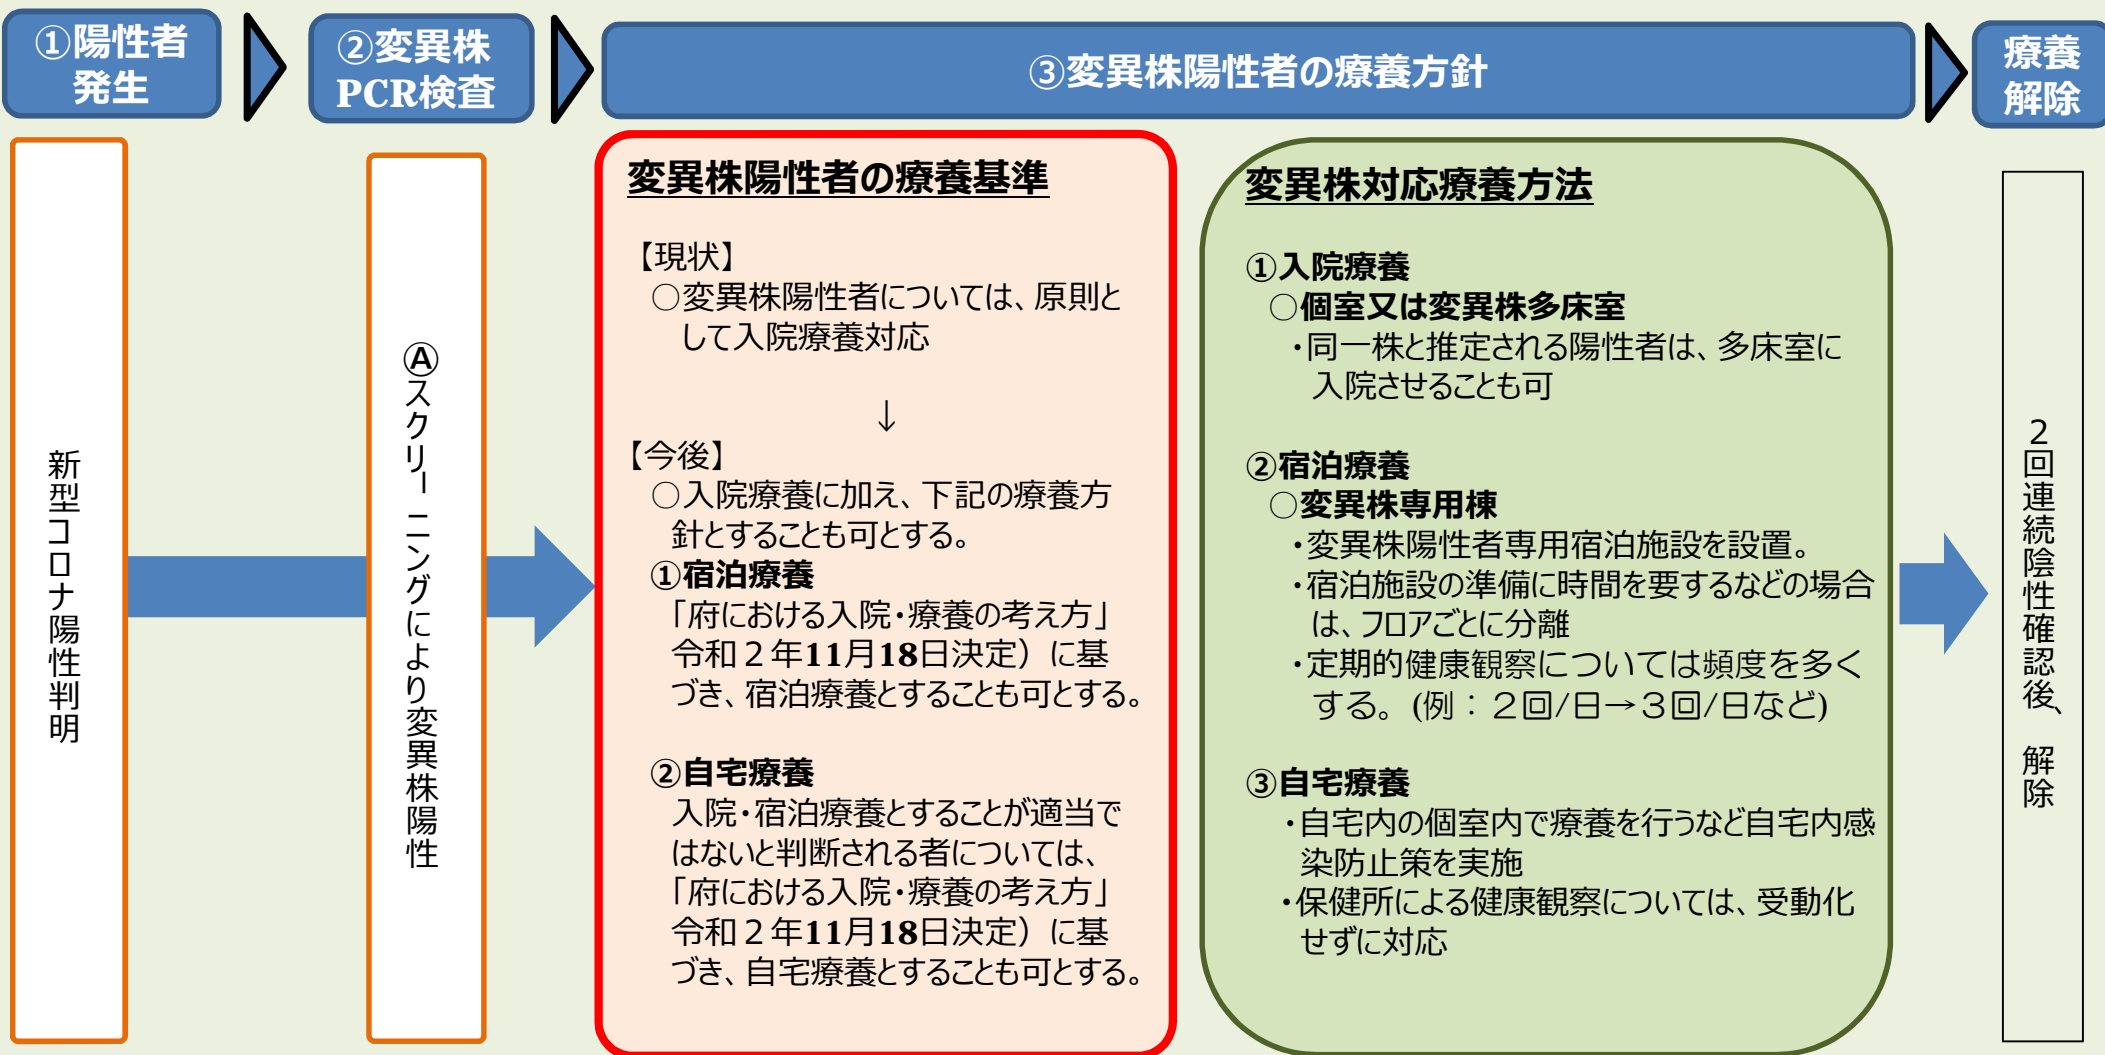 ①陽性者
発生
②変異株
PCR検査
③変異株陽性者の療養方針
療養
解除
新型コロナ陽性判明
Ⓐスクリーニングにより変異株陽性
変異株陽性者の療養基準
【現状】
○変異株陽性者については、原則と
して入院療養対応
↓
【今後】
○入院療養に加え、下記の療養方
針とすることも可とする。
①宿泊療養
「府における入院・療養の考え方」
令和２年11月18日決定）に基
づき、宿泊療養とすることも可とする。
②自宅療養
入院・宿泊療養とすることが適当で
はないと判断される者については、
「府における入院・療養の考え方」
令和２年11月18日決定）に基
づき、自宅療養とすることも可とする。
変異株対応療養方法
①入院療養
○個室又は変異株多床室
・同一株と推定される陽性者は、多床室に
入院させることも可
②宿泊療養
○変異株専用棟
・変異株陽性者専用宿泊施設を設置。
・宿泊施設の準備に時間を要するなどの場合
は、フロアごとに分離
・定期的健康観察については頻度を多く
する。(例：２回/日→３回/日など)
③自宅療養
・自宅内の個室内で療養を行うなど自宅内感
染防止策を実施
・保健所による健康観察については、受動化
せずに対応
２回連続陰性確認後、解除